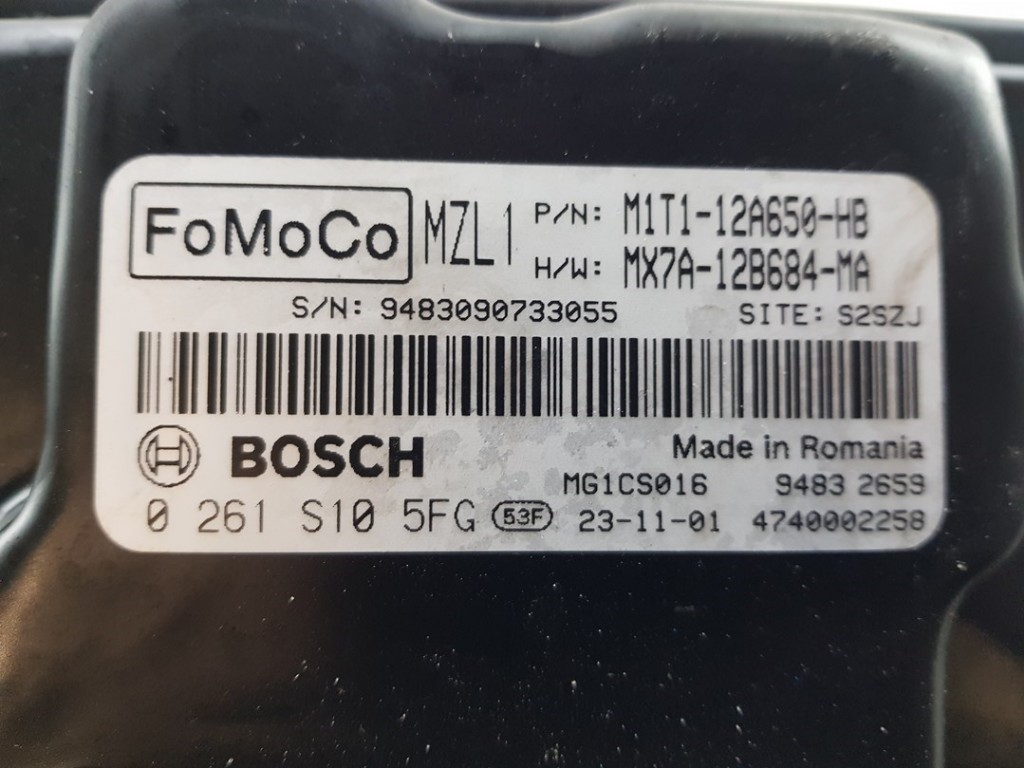 FoMoCo MZL1 P/N: M1T1-12A650-HB
H/W: MX7A-12B684-MA
S/N: 9483090733055 SITE: S2SZJ
BOSCH Made in Romania
MG1CS016 9483 2659
0 261 S10 5FG 53F 23-11-01 4740002258